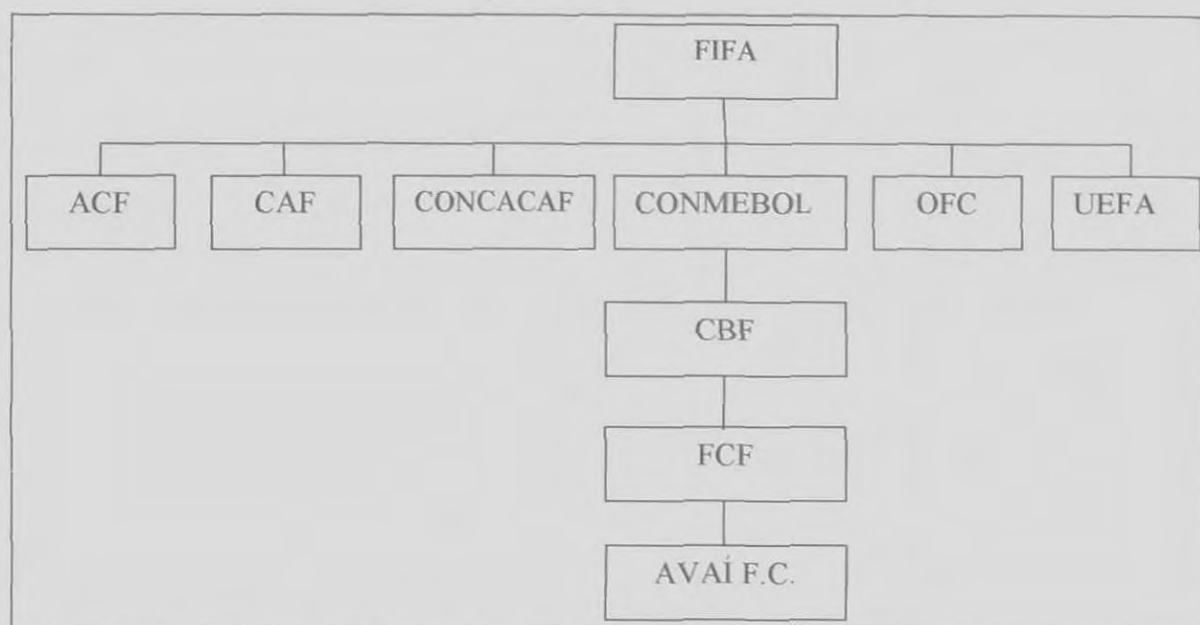 FIFA
ACF CAF CONCACAF CONMEBOL OFC UEFA
CBF
FCF
AVAÍ F.C.